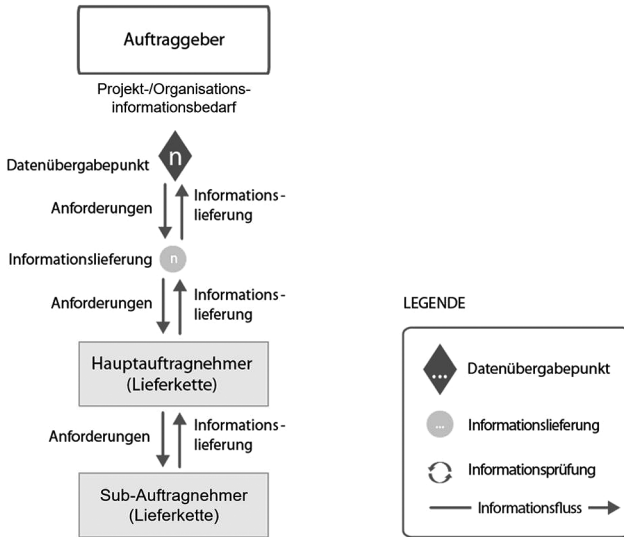 Auftraggeber
Projekt-/Organisations-
informationsbedarf
n
Datenübergabepunkt
Anforderungen
Informations-
lieferung
Informationslieferung
n
Anforderungen
Informations-
lieferung
Hauptauftragnehmer
(Lieferkette)
Anforderungen
Informations-
lieferung
Sub-Auftragnehmer
(Lieferkette)
LEGENDE
... Datenübergabepunkt
... Informationslieferung
Informationsprüfung
Informationsfluss